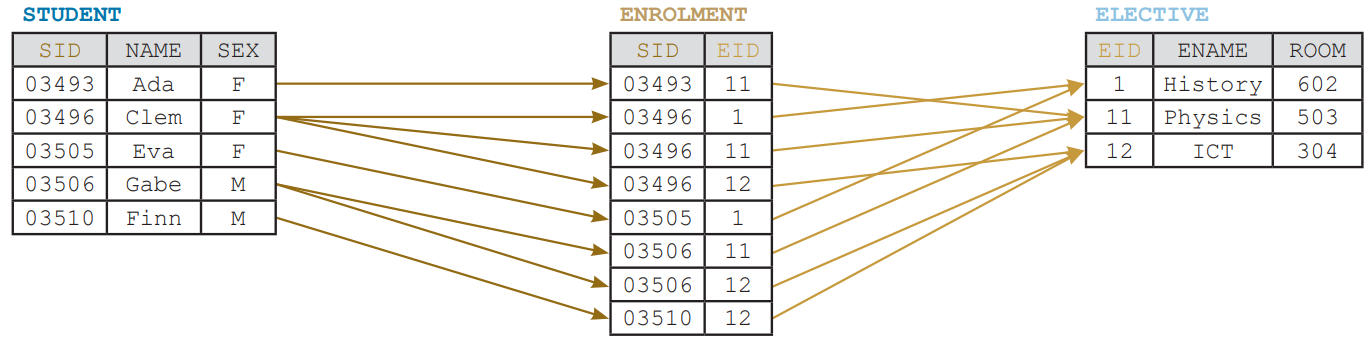 STUDENT ENROLMENT ELECTIVE
SID NAME SEX SID EID EID ENAME ROOM
03493 Ada F 03493 11 1 History 602
03496 Clem F 03496 1 11 Physics 503
03505 Eva F 03496 11 12 ICT 304
03506 Gabe M 03496 12
03510 Finn M 03505 1
03506 11
03506 12
03510 12